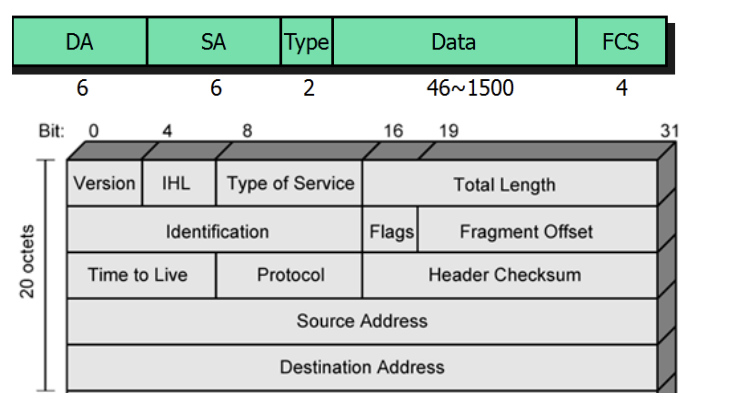 DA SA Type Data FCS
6 6 2 46~1500 4
Bit: 0 4 8 16 19 31
Version IHL Type of Service Total Length
Identification Flags Fragment Offset
Time to Live Protocol Header Checksum
Source Address
Destination Address
20 octets